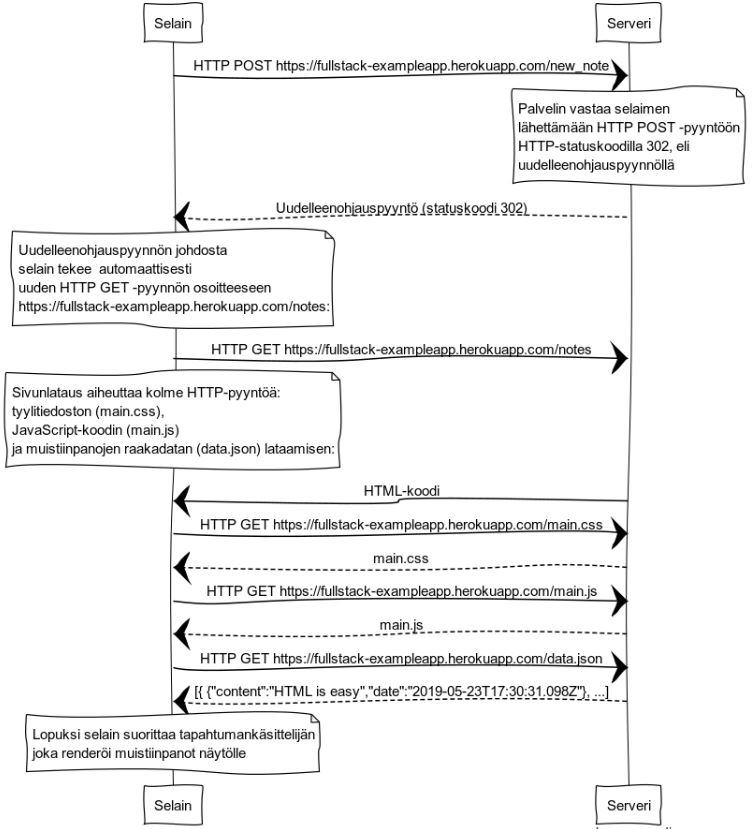 Selain
Serveri
HTTP POST https://fullstack-exampleapp.herokuapp.com/new_note
Palvelin vastaa selaimen
lähettämään HTTP POST -pyyntöön
HTTP-statuskoodilla 302, eli
uudelleenohjauspyynnöllä
Uudelleenohjauspyyntö (statuskoodi 302)
Uudelleenohjauspyynnön johdosta
selain tekee  automaattisesti
uuden HTTP GET -pyynnön osoitteeseen
https://fullstack-exampleapp.herokuapp.com/notes:
HTTP GET https://fullstack-exampleapp.herokuapp.com/notes
Sivunlataus aiheuttaa kolme HTTP-pyyntöä:
tyylitiedoston (main.css),
JavaScript-koodin (main.js)
ja muistiinpanojen raakadatan (data.json) lataamisen:
HTML-koodi
HTTP GET https://fullstack-exampleapp.herokuapp.com/main.css
main.css
HTTP GET https://fullstack-exampleapp.herokuapp.com/main.js
main.js
HTTP GET https://fullstack-exampleapp.herokuapp.com/data.json
[{ {"content":"HTML is easy","date":"2019-05-23T17:30:31.098Z"}, ...]
Lopuksi selain suorittaa tapahtumankäsittelijän
joka renderöi muistiinpanot näytölle
Selain
Serveri